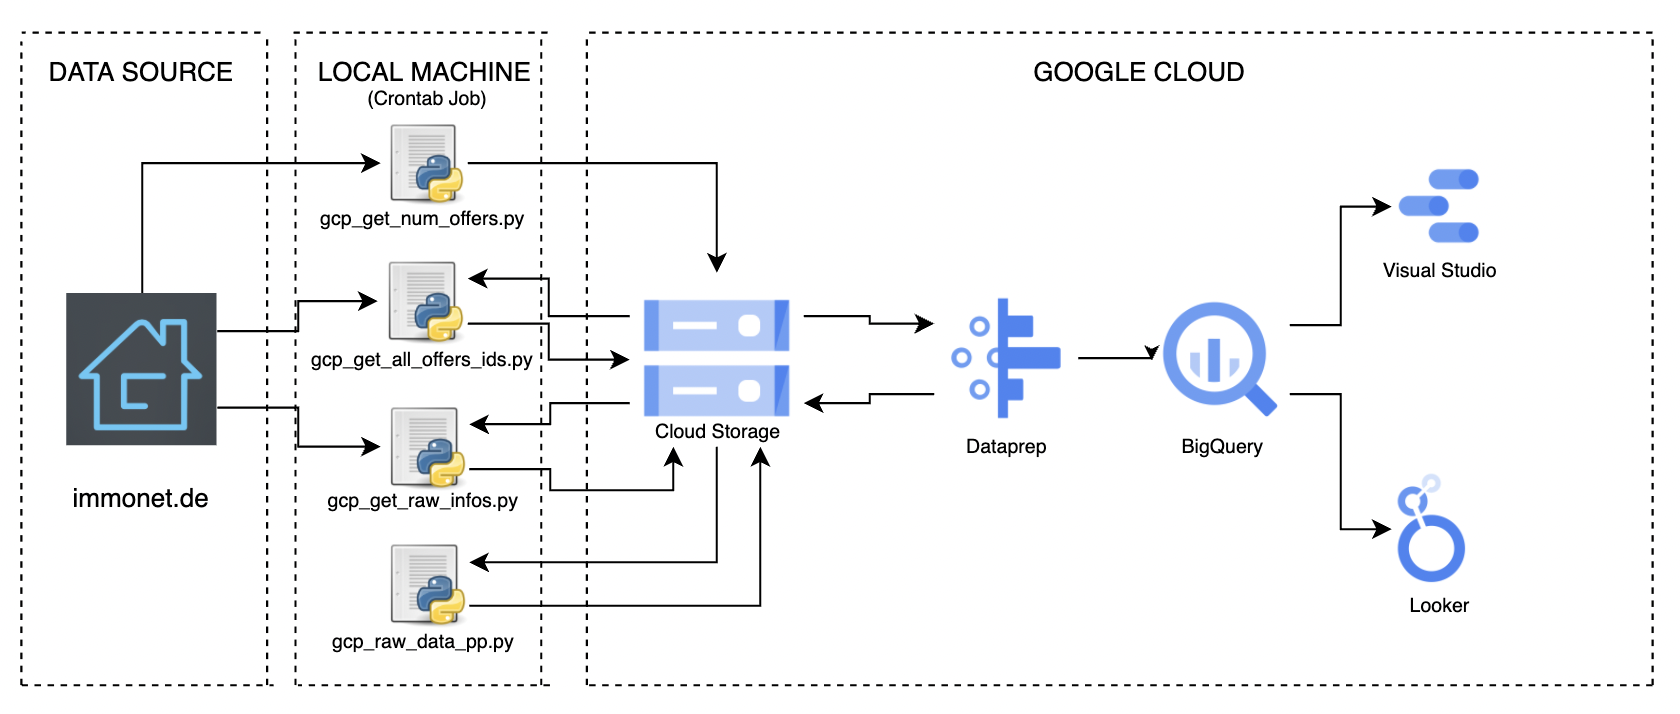 DATA SOURCE
LOCAL MACHINE
(Crontab Job)
GOOGLE CLOUD
gcp_get_num_offers.py
gcp_get_all_offers_ids.py
gcp_get_raw_infos.py
gcp_raw_data_pp.py
immonet.de
Cloud Storage
Dataprep
BigQuery
Visual Studio
Looker